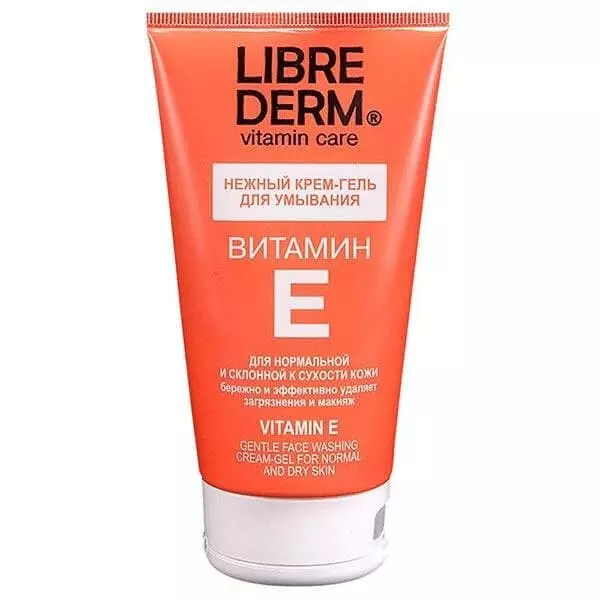 LIBRE
DERM®
vitamin care
НЕЖНЫЙ КРЕМ-ГЕЛЬ
ДЛЯ УМЫВАНИЯ
ВИТАМИН
E
ДЛЯ НОРМАЛЬНОЙ
И СКЛОННОЙ К СУХОСТИ КОЖИ
бережно и эффективно удаляет
загрязнения и макияж
VITAMIN E
GENTLE FACE WASHING
CREAM-GEL FOR NORMAL
AND DRY SKIN